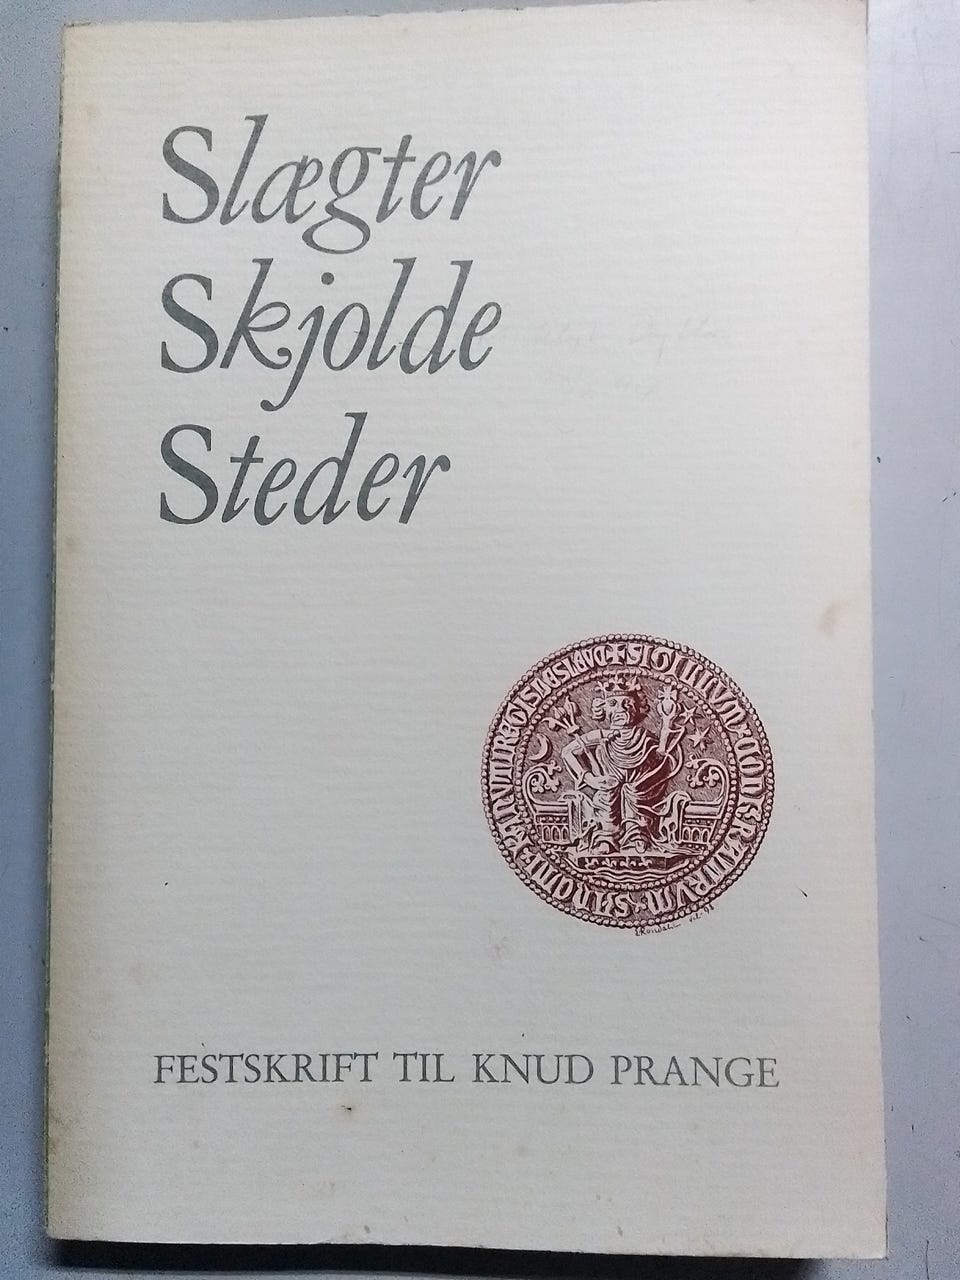 Slægter
Skjolde
Steder
FESTSKRIFT TIL KNUD PRANGE